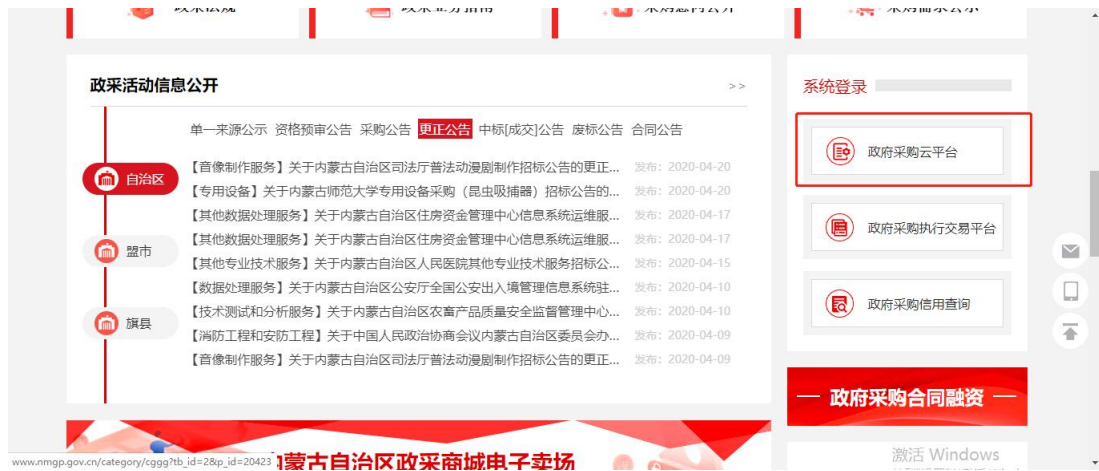 政采活动信息公开
>>
单一来源公示 资格预审公告 采购公告 更正公告 中标[成交]公告 废标公告 合同公告
自治区
盟市
旗县
【音像制作服务】关于内蒙古自治区司法厅普法动漫剧制作招标公告的更正... 发布：2020-04-20
【专用设备】关于内蒙古师范大学专用设备采购（昆虫吸捕器）招标公告的... 发布：2020-04-20
【其他数据处理服务】关于内蒙古自治区住房资金管理中心信息系统运维服... 发布：2020-04-17
【其他数据处理服务】关于内蒙古自治区住房资金管理中心信息系统运维服... 发布：2020-04-17
【其他专业技术服务】关于内蒙古自治区人民医院其他专业技术服务招标公... 发布：2020-04-15
【数据处理服务】关于内蒙古自治区公安厅全国公安出入境管理信息系统驻... 发布：2020-04-10
【技术测试和分析服务】关于内蒙古自治区农畜产品质量安全监督管理中心... 发布：2020-04-10
【消防工程和安防工程】关于中国人民政治协商会议内蒙古自治区委员会办... 发布：2020-04-09
【音像制作服务】关于内蒙古自治区司法厅普法动漫剧制作招标公告的更正... 发布：2020-04-09
系统登录
政府采购云平台
政府采购执行交易平台
政府采购信用查询
政府采购合同融资
蒙古自治区政采商城电子卖场
激活 Windows
www.nmgp.gov.cn/category/cggg?tb_id=2&p_id=20423